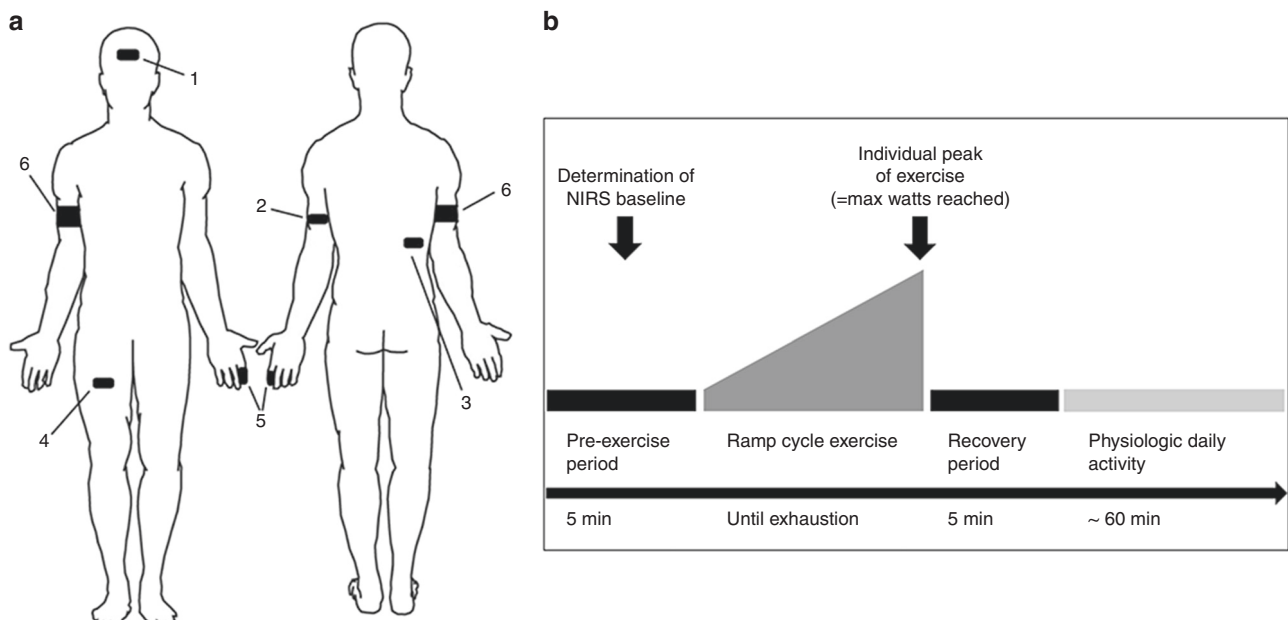 a
1
6
2
6
3
4
5
b
Determination of
NIRS baseline
Individual peak
of exercise
(=max watts reached)
Pre-exercise
period
Ramp cycle exercise
Recovery
period
Physiologic daily
activity
5 min
Until exhaustion
5 min
~ 60 min